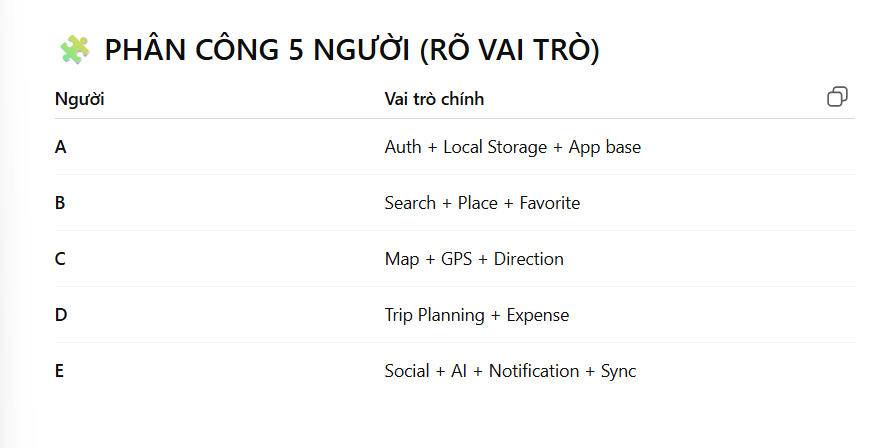 🧩 PHÂN CÔNG 5 NGƯỜI (RÕ VAI TRÒ)
Người Vai trò chính
A Auth + Local Storage + App base
B Search + Place + Favorite
C Map + GPS + Direction
D Trip Planning + Expense
E Social + AI + Notification + Sync